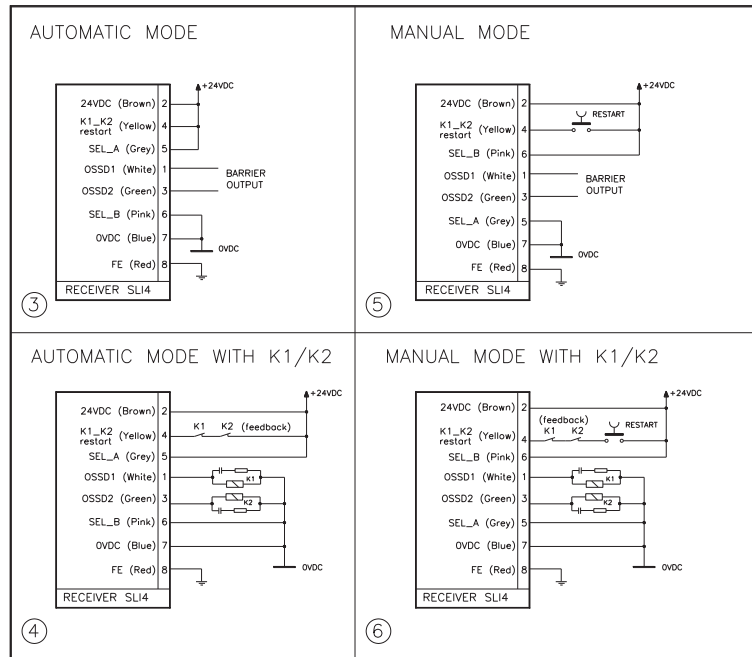 AUTOMATIC MODE
+24VDC
24VDC (Brown) 2
K1_K2 restart (Yellow) 4
SEL_A (Grey) 5
OSSD1 (White) 1
BARRIER OUTPUT
OSSD2 (Green) 3
SEL_B (Pink) 6
0VDC (Blue) 7
0VDC
FE (Red) 8
RECEIVER SLI4
3
MANUAL MODE
+24VDC
24VDC (Brown) 2
RESTART
K1_K2 restart (Yellow) 4
SEL_B (Pink) 6
OSSD1 (White) 1
BARRIER OUTPUT
OSSD2 (Green) 3
SEL_A (Grey) 5
0VDC (Blue) 7
0VDC
FE (Red) 8
RECEIVER SLI4
5
AUTOMATIC MODE WITH K1/K2
+24VDC
24VDC (Brown) 2
K1 K2 (feedback)
K1_K2 restart (Yellow) 4
SEL_A (Grey) 5
OSSD1 (White) 1
K1
OSSD2 (Green) 3
K2
SEL_B (Pink) 6
0VDC (Blue) 7
0VDC
FE (Red) 8
RECEIVER SLI4
4
MANUAL MODE WITH K1/K2
+24VDC
24VDC (Brown) 2
(feedback)
K1 K2 RESTART
K1_K2 restart (Yellow) 4
SEL_B (Pink) 6
OSSD1 (White) 1
K1
OSSD2 (Green) 3
K2
SEL_A (Grey) 5
0VDC (Blue) 7
0VDC
FE (Red) 8
RECEIVER SLI4
6